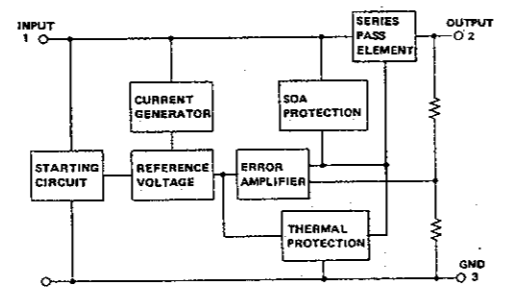 INPUT
1
SERIES
PASS
ELEMENT
OUTPUT
2
CURRENT
GENERATOR
SOA
PROTECTION
STARTING
CIRCUIT
REFERENCE
VOLTAGE
ERROR
AMPLIFIER
THERMAL
PROTECTION
GND
3